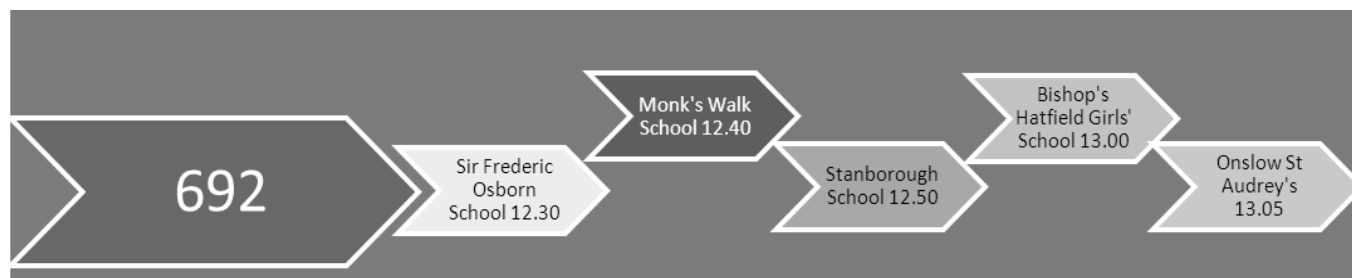 692
Sir Frederic
Osborn
School 12.30
Monk's Walk
School 12.40
Stanborough
School 12.50
Bishop's
Hatfield Girls'
School 13.00
Onslow St
Audrey's
13.05